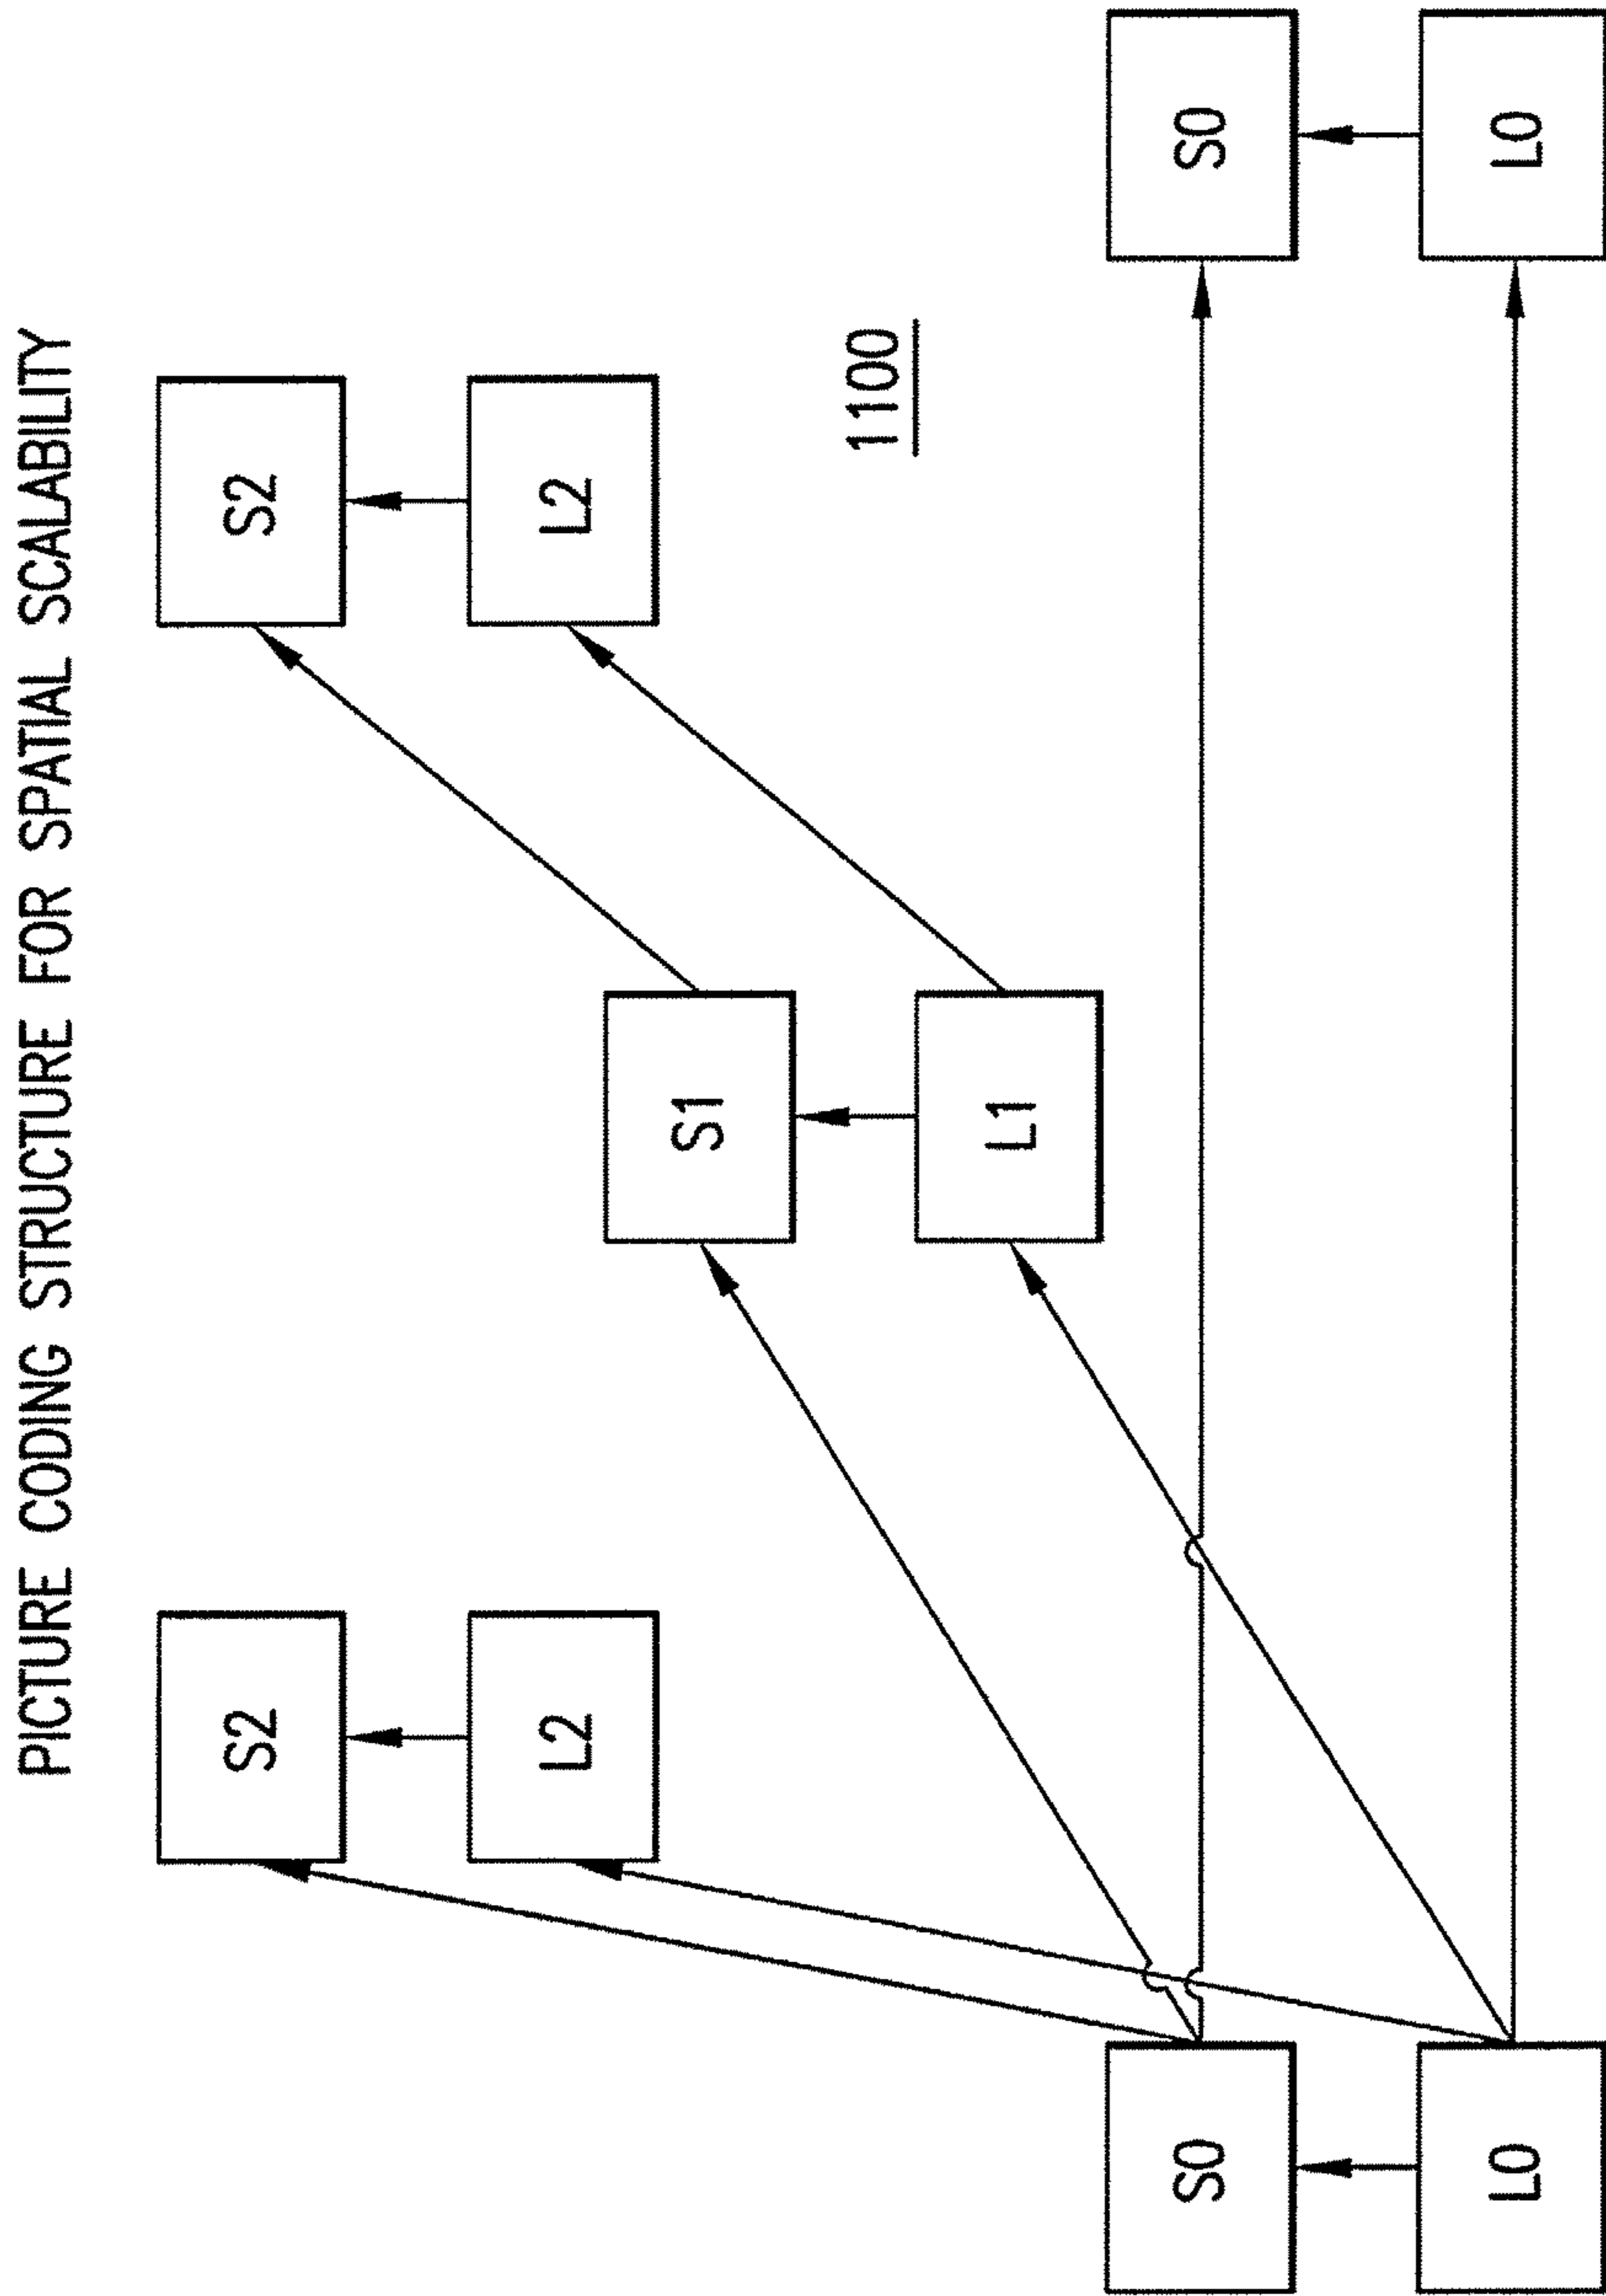 PICTURE CODING STRUCTURE FOR SPATIAL SCALABILITY
S2
S2
L2
L2
S1
1100
L1
S0
S0
L0
L0